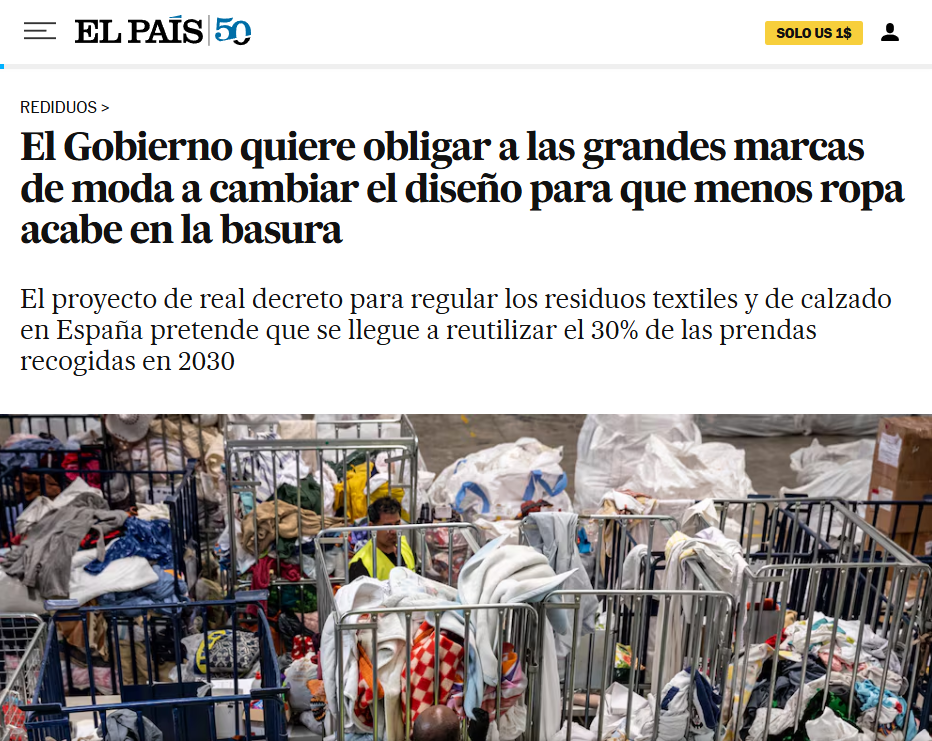 EL PAÍS 50
SOLO US 1$
REDIDUOS >
El Gobierno quiere obligar a las grandes marcas
de moda a cambiar el diseño para que menos ropa
acabe en la basura
El proyecto de real decreto para regular los residuos textiles y de calzado
en España pretende que se llegue a reutilizar el 30% de las prendas
recogidas en 2030